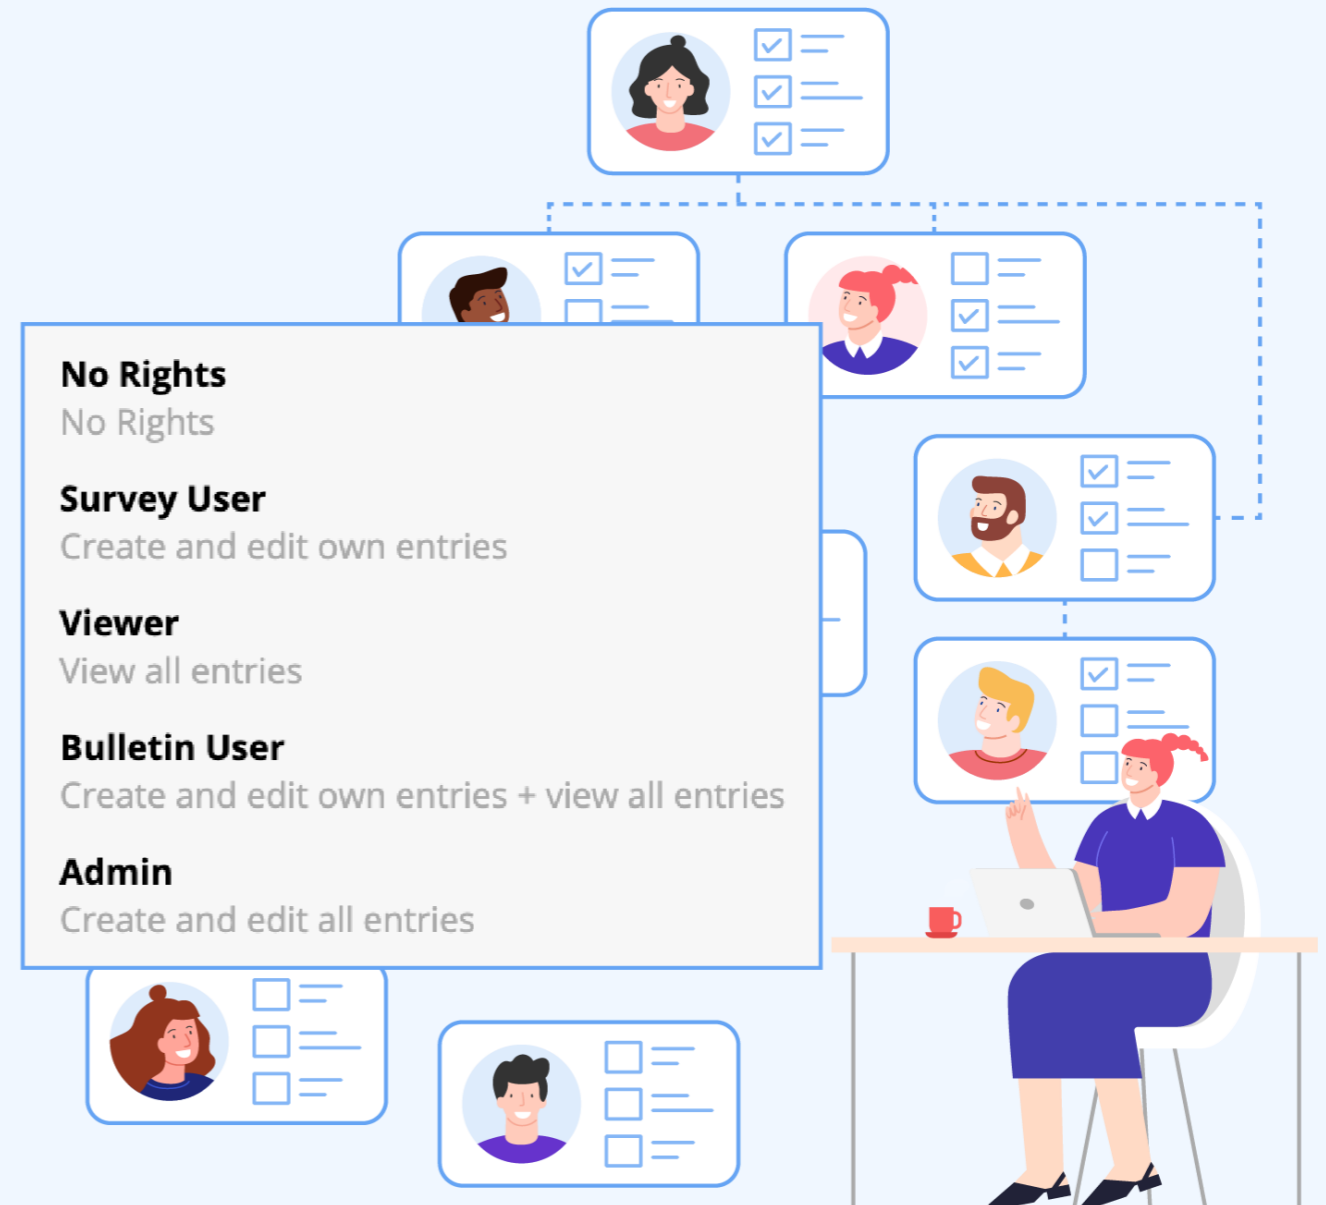 No Rights
No Rights
Survey User
Create and edit own entries
Viewer
View all entries
Bulletin User
Create and edit own entries + view all entries
Admin
Create and edit all entries